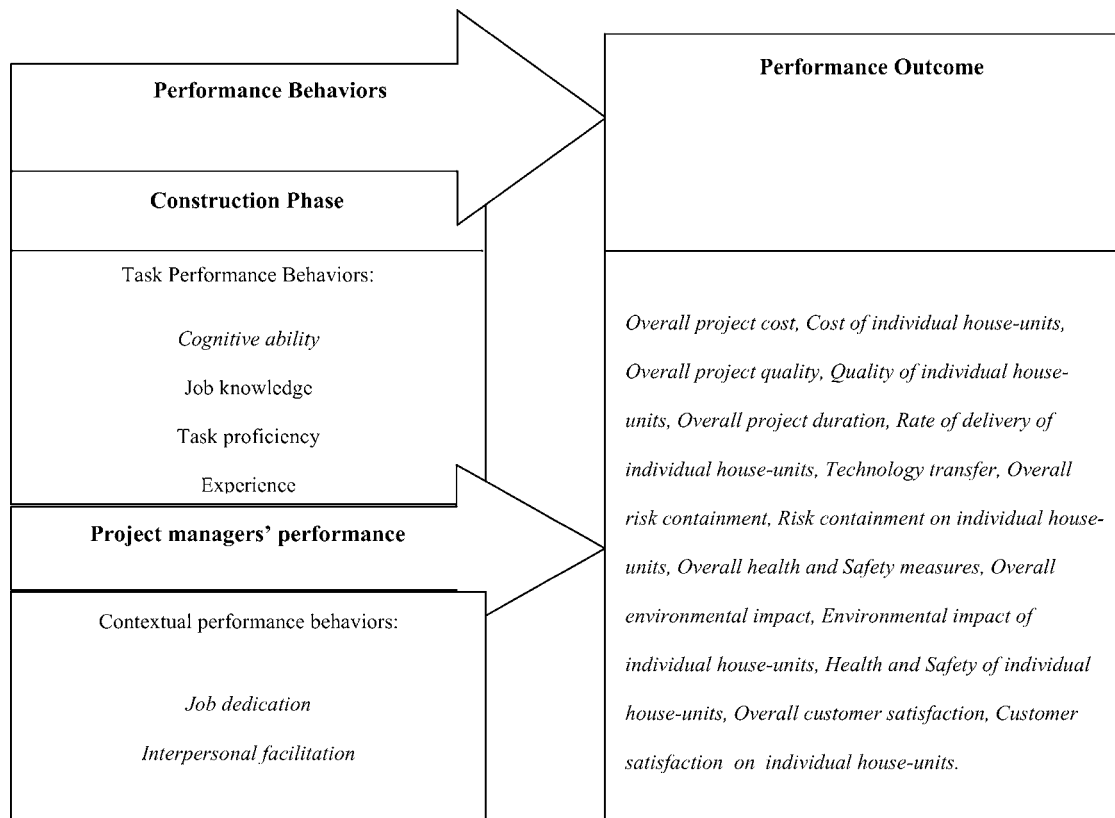 Performance Behaviors
Construction Phase
Task Performance Behaviors:
Cognitive ability
Job knowledge
Task proficiency
Experience
Project managers’ performance
Contextual performance behaviors:
Job dedication
Interpersonal facilitation
Performance Outcome
Overall project cost, Cost of individual house-units,
Overall project quality, Quality of individual house-
units, Overall project duration, Rate of delivery of
individual house-units, Technology transfer, Overall
risk containment, Risk containment on individual house-
units, Overall health and Safety measures, Overall
environmental impact, Environmental impact of
individual house-units, Health and Safety of individual
house-units, Overall customer satisfaction, Customer
satisfaction on individual house-units.